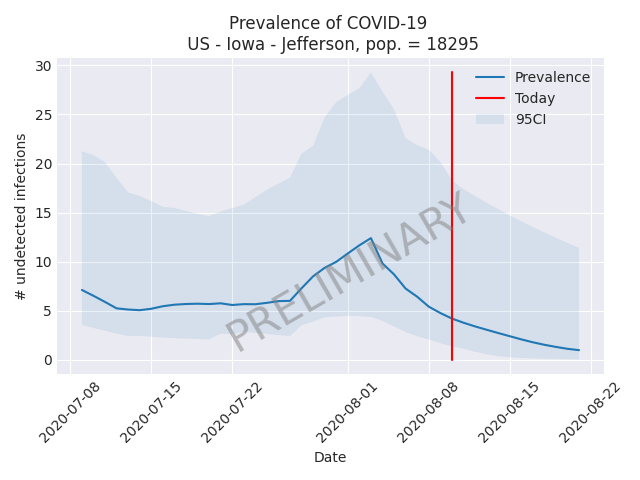 Prevalence of COVID-19
US - Iowa - Jefferson, pop. = 18295
30
25
20
15
10
5
0
# undetected infections
Prevalence
Today
95CI
PRELIMINARY
2020-07-08
2020-07-15
2020-07-22
2020-08-01
2020-08-08
2020-08-15
2020-08-22
Date